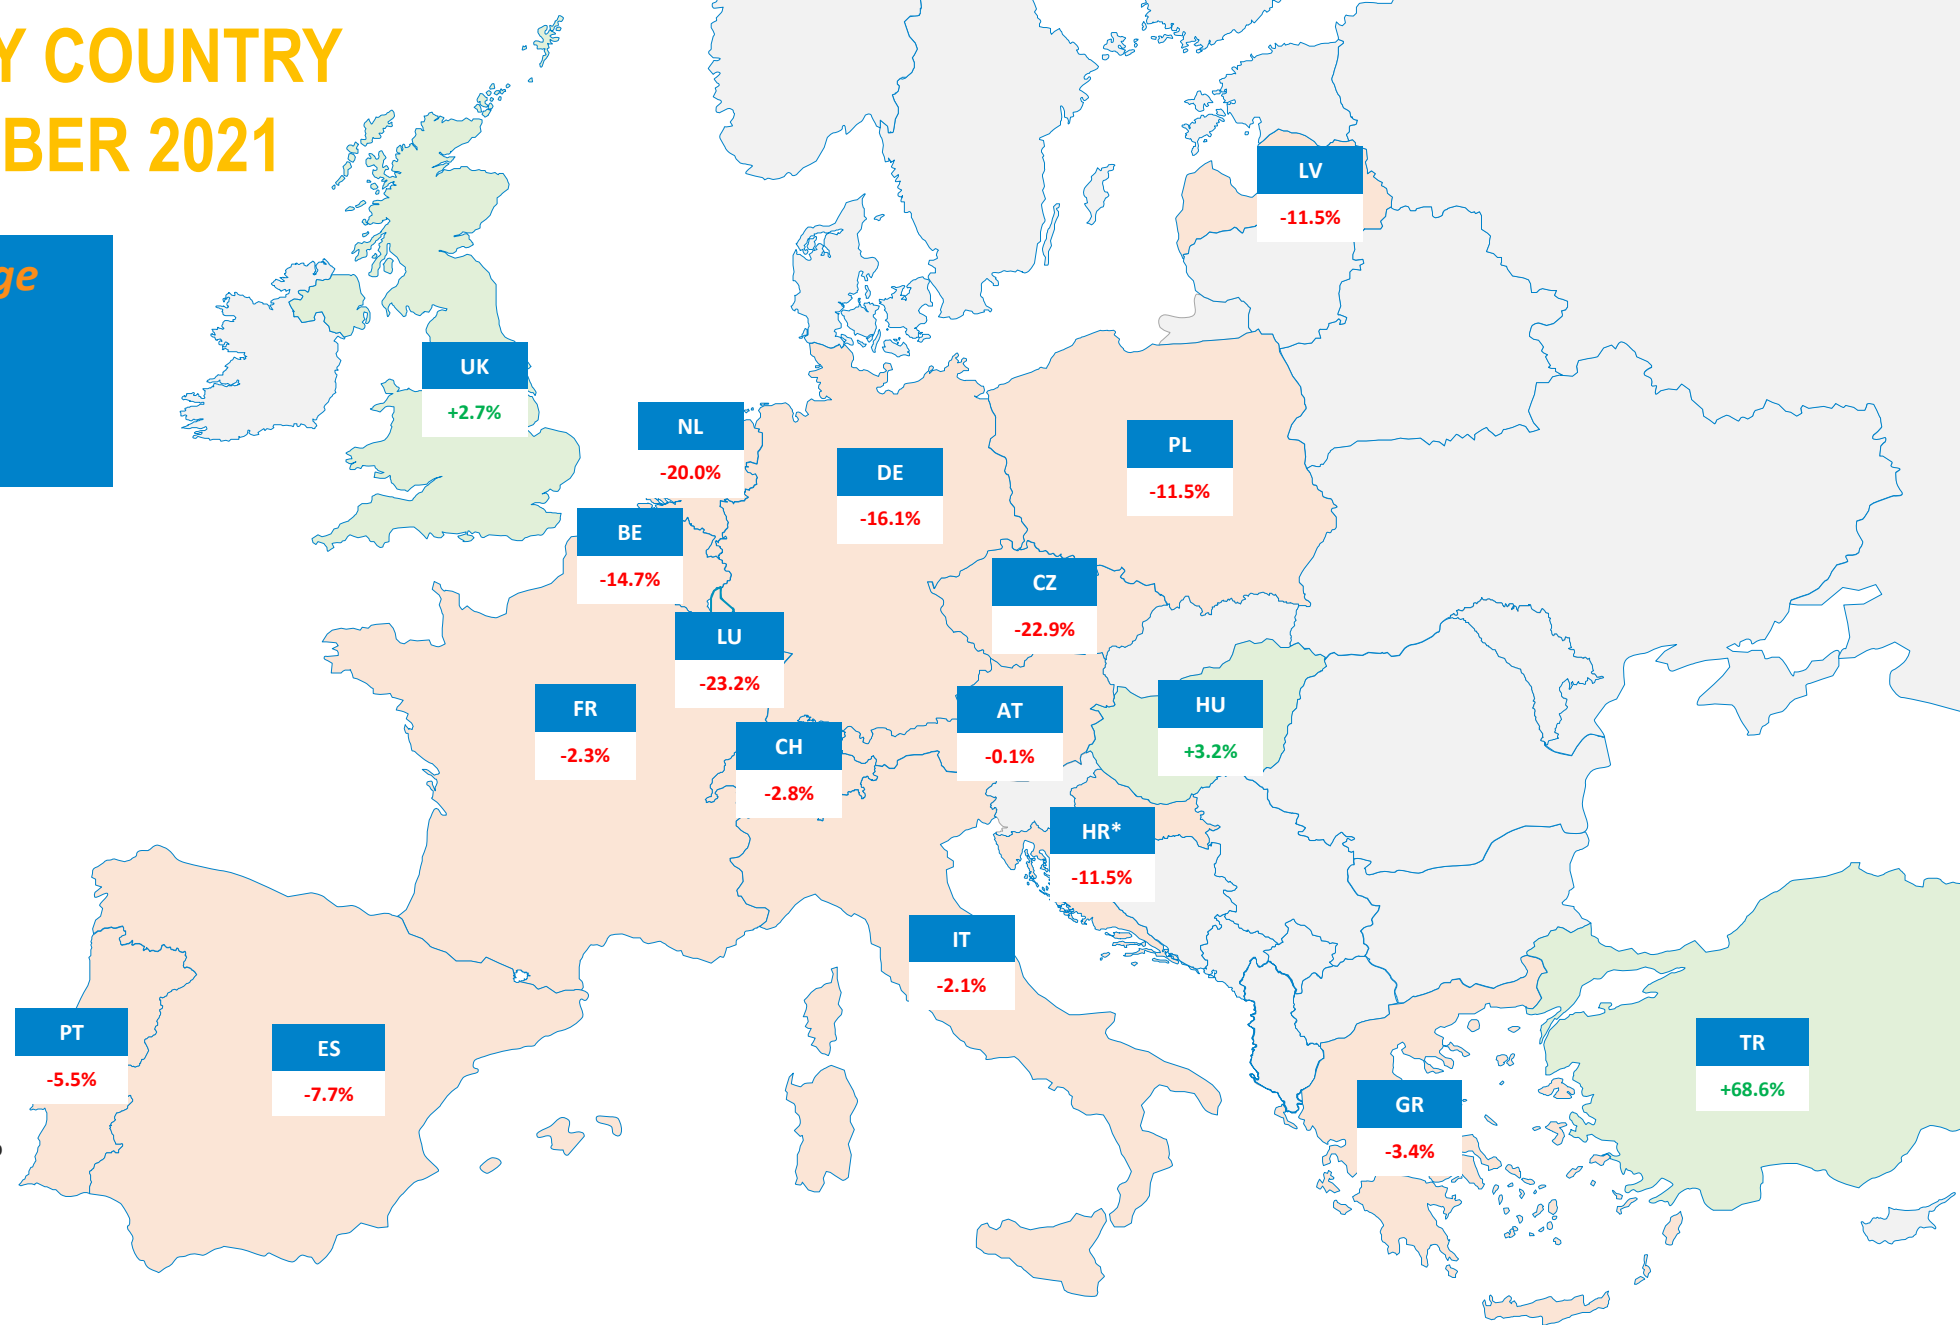 Y COUNTRY
BER 2021
ge
LV
-11.5%
UK
+2.7%
NL
-20.0%
DE
-16.1%
PL
-11.5%
BE
-14.7%
CZ
-22.9%
LU
-23.2%
FR
-2.3%
AT
-0.1%
HU
+3.2%
CH
-2.8%
HR*
-11.5%
IT
-2.1%
PT
-5.5%
ES
-7.7%
TR
+68.6%
GR
-3.4%